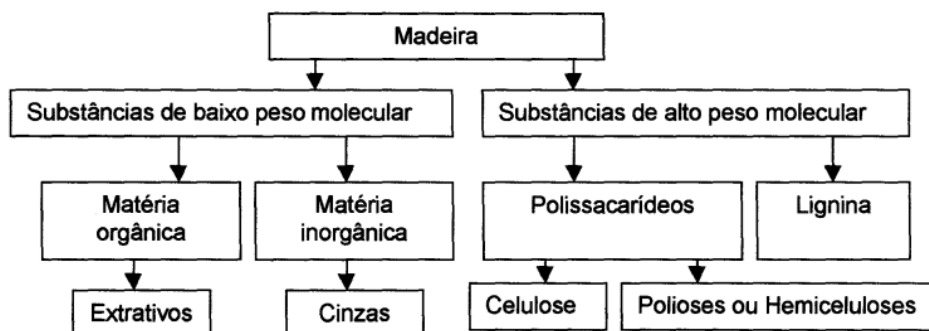 Madeira
Substâncias de baixo peso molecular
Substâncias de alto peso molecular
Matéria
orgânica
Matéria
inorgânica
Polissacarídeos
Lignina
Extrativos
Cinzas
Celulose
Polioses ou Hemiceluloses